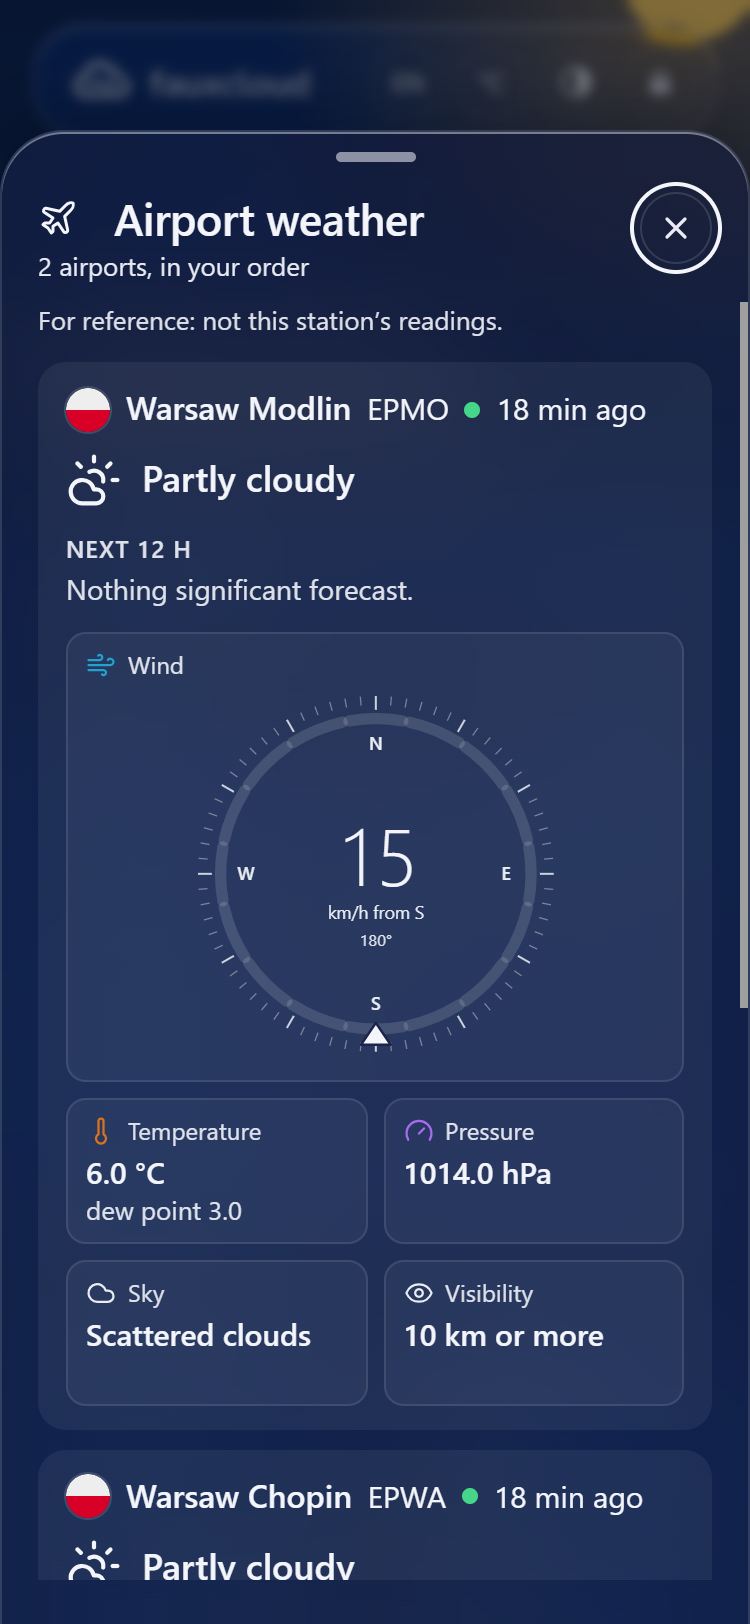 fauxcloud
Airport weather
2 airports, in your order
For reference: not this station’s readings.
Warsaw Modlin EPMO 18 min ago
Partly cloudy
NEXT 12 H
Nothing significant forecast.
Wind
N
W
E
S
15
km/h from S
180°
Temperature
6.0 °C
dew point 3.0
Pressure
1014.0 hPa
Sky
Scattered clouds
Visibility
10 km or more
Warsaw Chopin EPWA 18 min ago
Partly cloudy